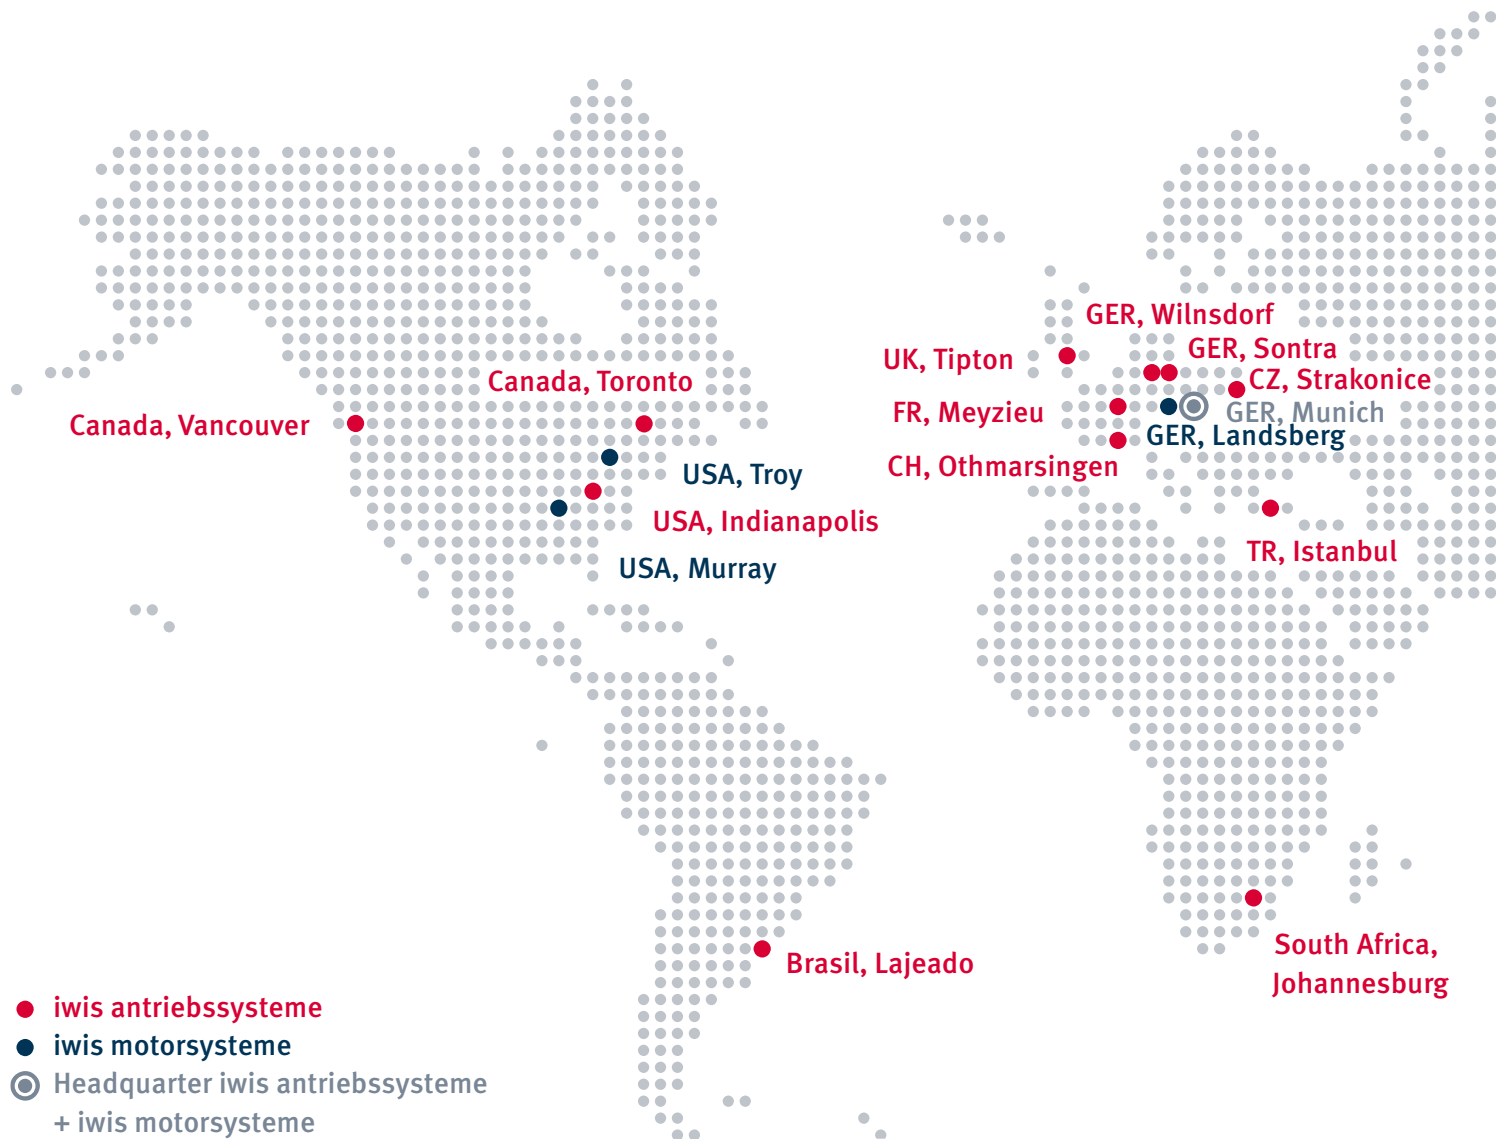 GER, Wilnsdorf
GER, Sontra
UK, Tipton
CZ, Strakonice
Canada, Toronto
FR, Meyzieu
GER, Munich
Canada, Vancouver
GER, Landsberg
CH, Othmarsingen
USA, Troy
USA, Indianapolis
TR, Istanbul
USA, Murray
South Africa,
Johannesburg
Brasil, Lajeado
iwis antriebssysteme
iwis motorsysteme
Headquarter iwis antriebssysteme
+ iwis motorsysteme